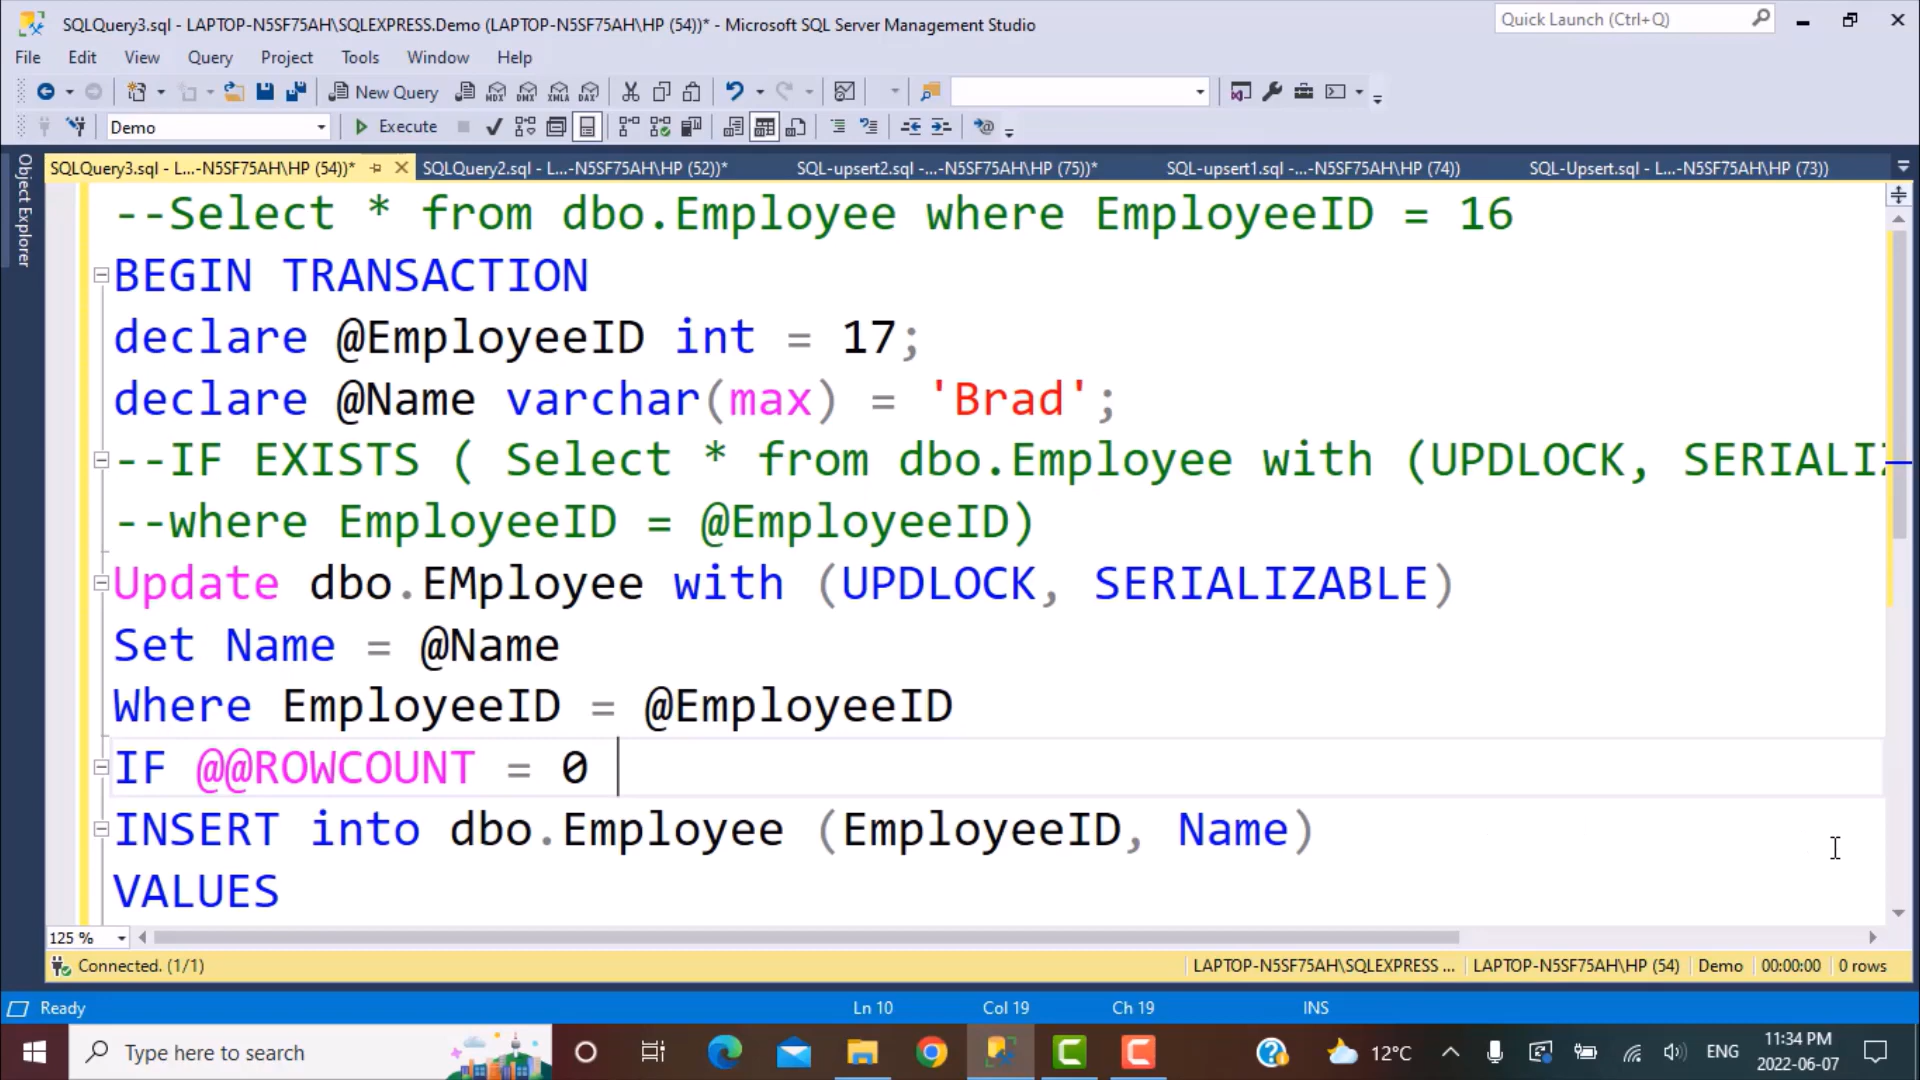 SQLQuery3.sql - LAPTOP-N5SF75AH\SQLEXPRESS.Demo (LAPTOP-N5SF75AH\HP (54))* - Microsoft SQL Server Management Studio
Quick Launch (Ctrl+Q)
File Edit View Query Project Tools Window Help
New Query MDX DMX XMLA DAX
Demo Execute
SQLQuery3.sql - L...-N5SF75AH\HP (54))* SQLQuery2.sql - L...-N5SF75AH\HP (52))* SQL-upsert2.sql -...-N5SF75AH\HP (75))* SQL-upsert1.sql -...-N5SF75AH\HP (74)) SQL-Upsert.sql - L...-N5SF75AH\HP (73))
Object Explorer
--Select * from dbo.Employee where EmployeeID = 16
BEGIN TRANSACTION
declare @EmployeeID int = 17;
declare @Name varchar(max) = 'Brad';
--IF EXISTS ( Select * from dbo.Employee with (UPDLOCK, SERIALIZ
--where EmployeeID = @EmployeeID)
Update dbo.EMployee with (UPDLOCK, SERIALIZABLE)
Set Name = @Name
Where EmployeeID = @EmployeeID
IF @@ROWCOUNT = 0
INSERT into dbo.Employee (EmployeeID, Name)
VALUES
125 %
Connected. (1/1) LAPTOP-N5SF75AH\SQLEXPRESS ... LAPTOP-N5SF75AH\HP (54) Demo 00:00:00 0 rows
Ready Ln 10 Col 19 Ch 19 INS
Type here to search 12°C ENG 11:34 PM
2022-06-07